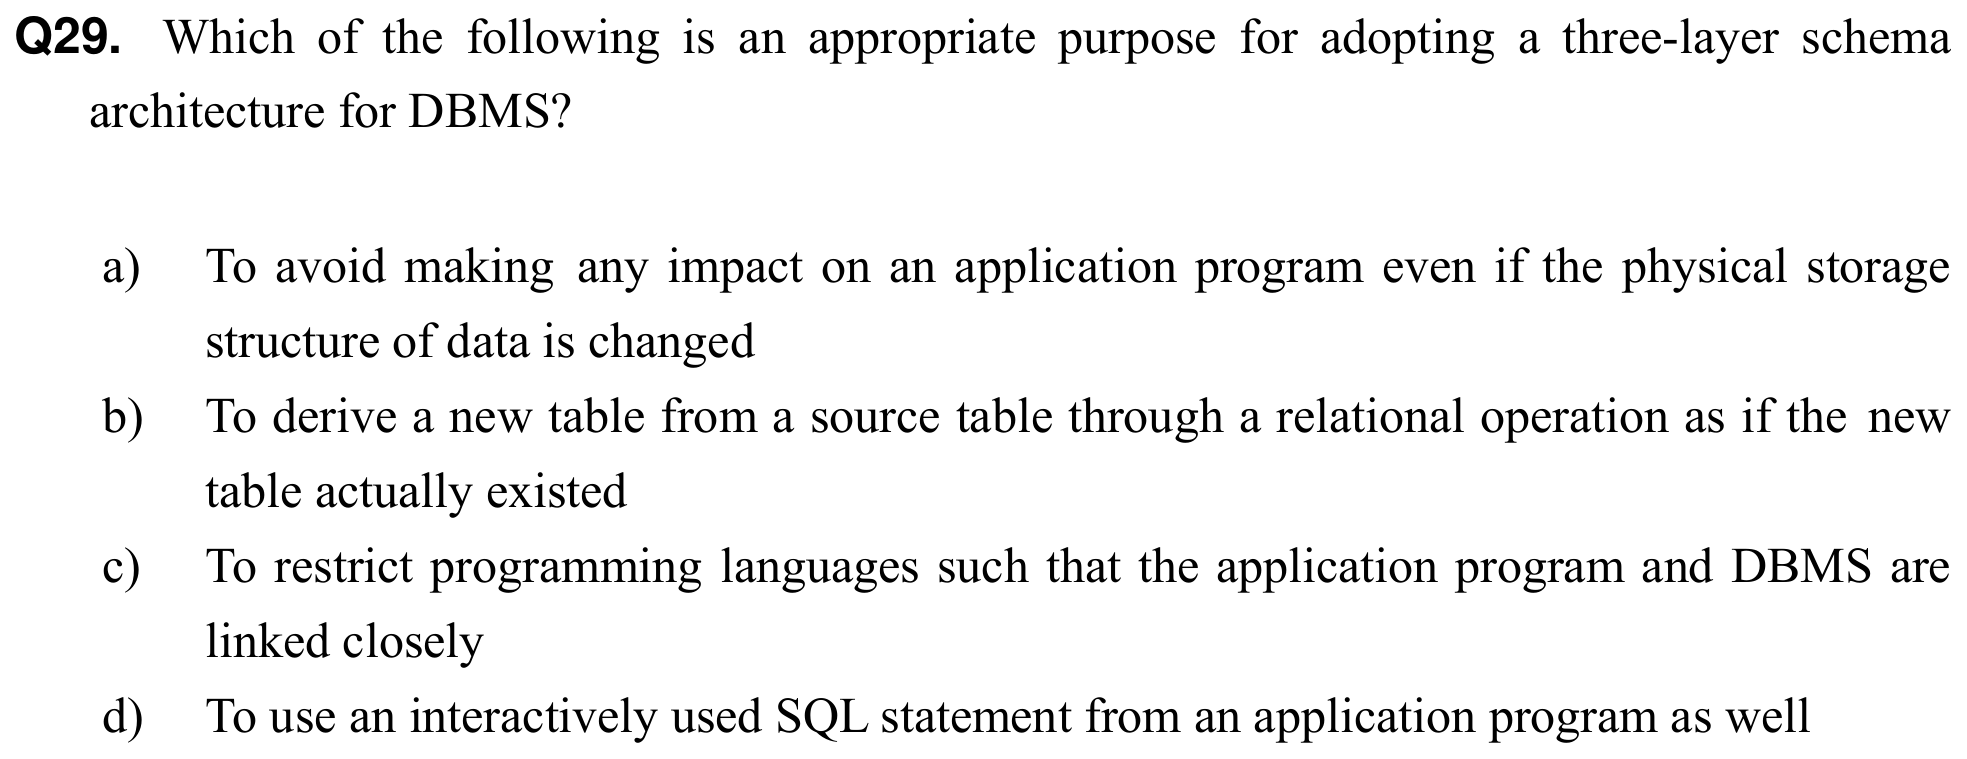 Q29. Which of the following is an appropriate purpose for adopting a three-layer schema
architecture for DBMS?
a) To avoid making any impact on an application program even if the physical storage
structure of data is changed
b) To derive a new table from a source table through a relational operation as if the new
table actually existed
c) To restrict programming languages such that the application program and DBMS are
linked closely
d) To use an interactively used SQL statement from an application program as well